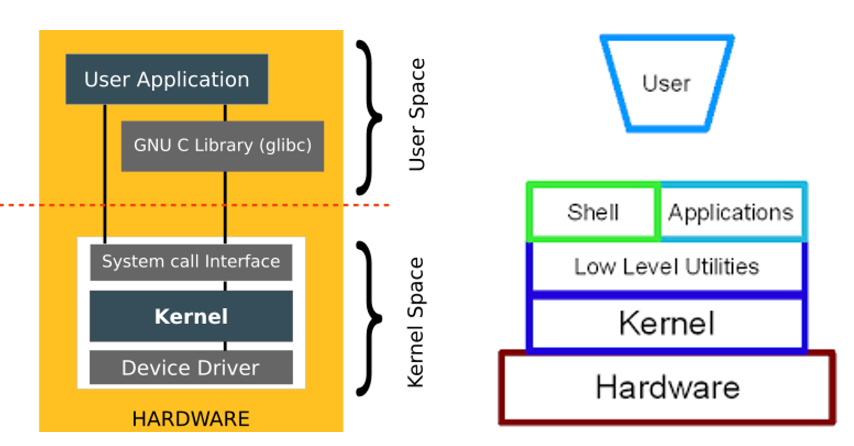 User Application
GNU C Library (glibc)
User Space
System call Interface
Kernel
Device Driver
Kernel Space
HARDWARE
User
Shell
Applications
Low Level Utilities
Kernel
Hardware